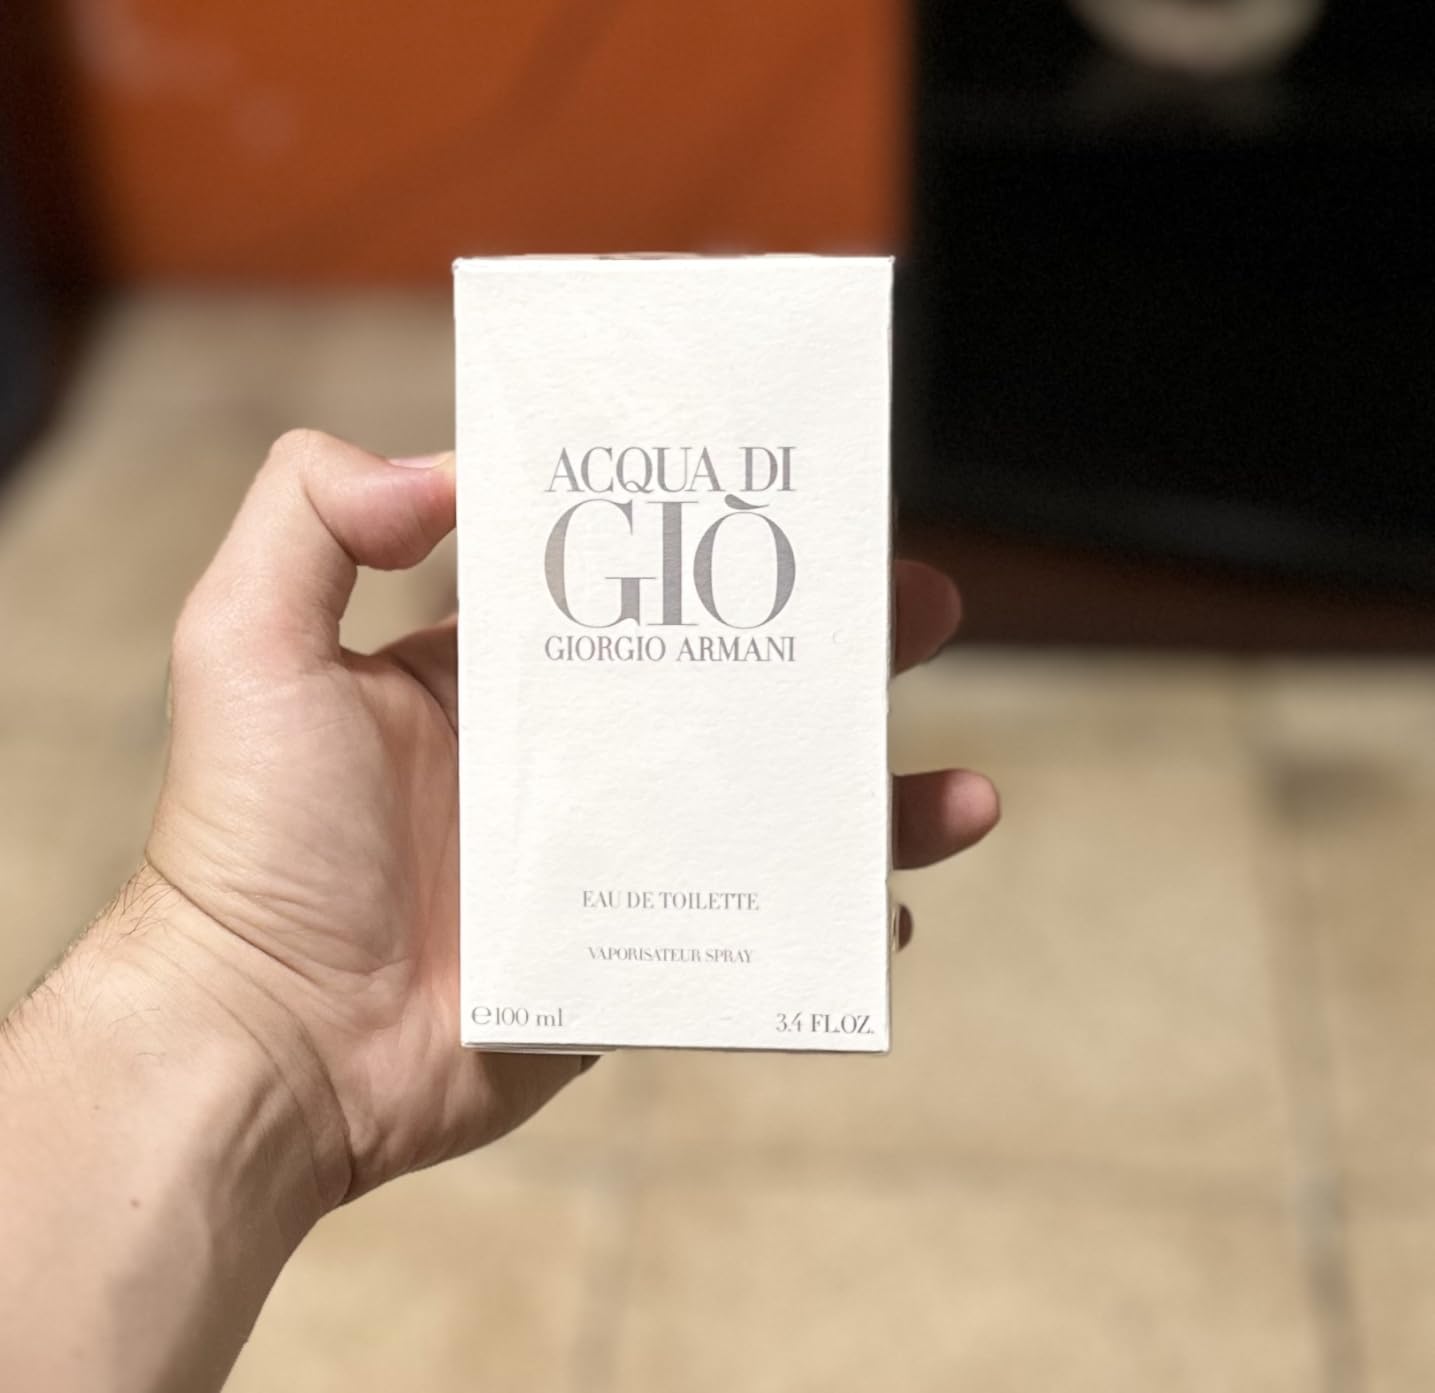 ACQUA DI
GIÒ
GIORGIO ARMANI
EAU DE TOILETTE
VAPORISATEUR SPRAY
℮100 ml 3.4 FL.OZ.